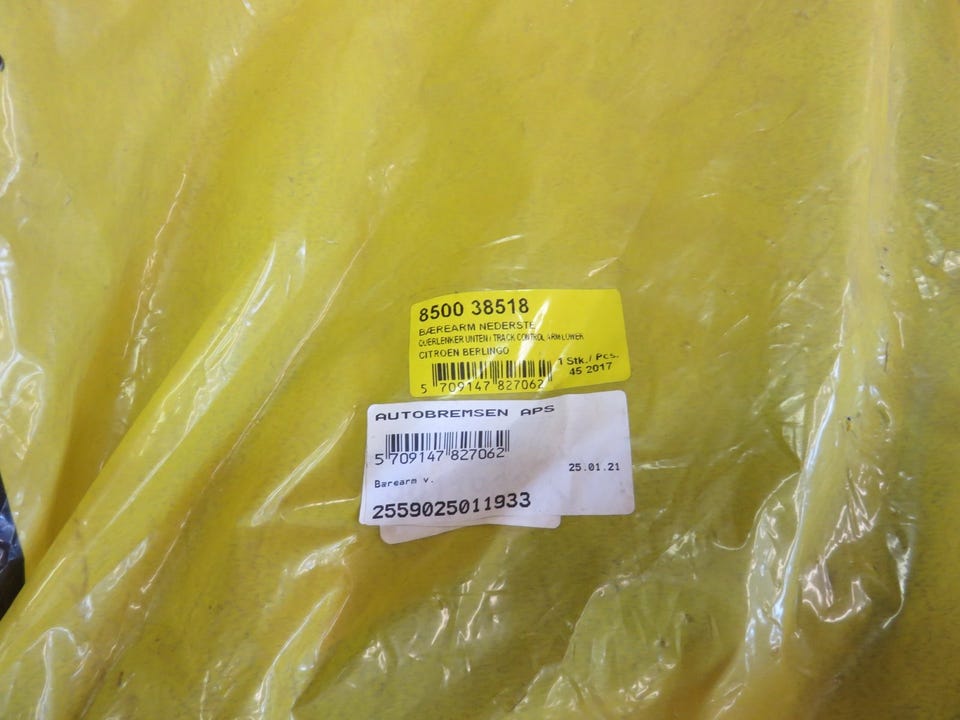 8500 38518
BÆREARM NEDERSTE
QUERLENKER UNTEN / TRACK CONTROL ARM LOWER
CITROEN BERLINGO
1 Stk./ Pcs.
45 2017
5 709147 827062
AUTOBREMSEN APS
5 709147 827062
25.01.21
Bærearm v.
2559025011933